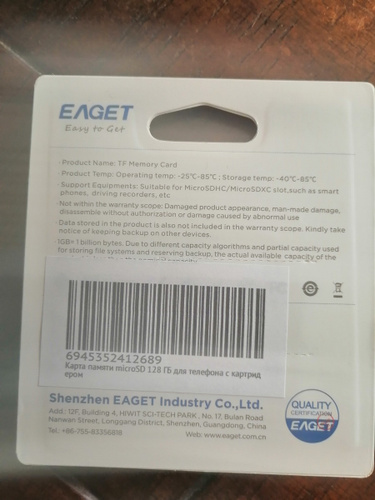 EAGET
Easy to Get
· Product Name: TF Memory Card
Product Temp: Operating temp: -25℃-85℃ ; Storage temp: -40℃-85℃
Support Equipments: Suitable for MicroSDHC/MicroSDXC slot,such as smart
phones, driving recorders, etc
Not within the warranty scope: Damaged product appearance, man-made damage,
disassemble without authorization or damage caused by abnormal use
Data stored in the product is also not included in the warranty scope. Kindly take
notice of keeping backup on other devices.
1GB= 1 billion bytes. Due to different capacity algorithms and partial capacity used
for storing file systems and reserving backup, the actual available capacity of the
6945352412689
Карта памяти microSD 128 ГБ для телефона с картрид
ером
Shenzhen EAGET Industry Co.,Ltd.
Add.: 12F, Building 4, HIWIT SCI-TECH PARK , No. 17, Bulan Road
Nanwan Street, Longgang District, Shenzhen, Guangdong, China
Tel.: +86-755-83356818
Web: www.eaget.com.cn
QUALITY
CERTIFICATION
EAGET